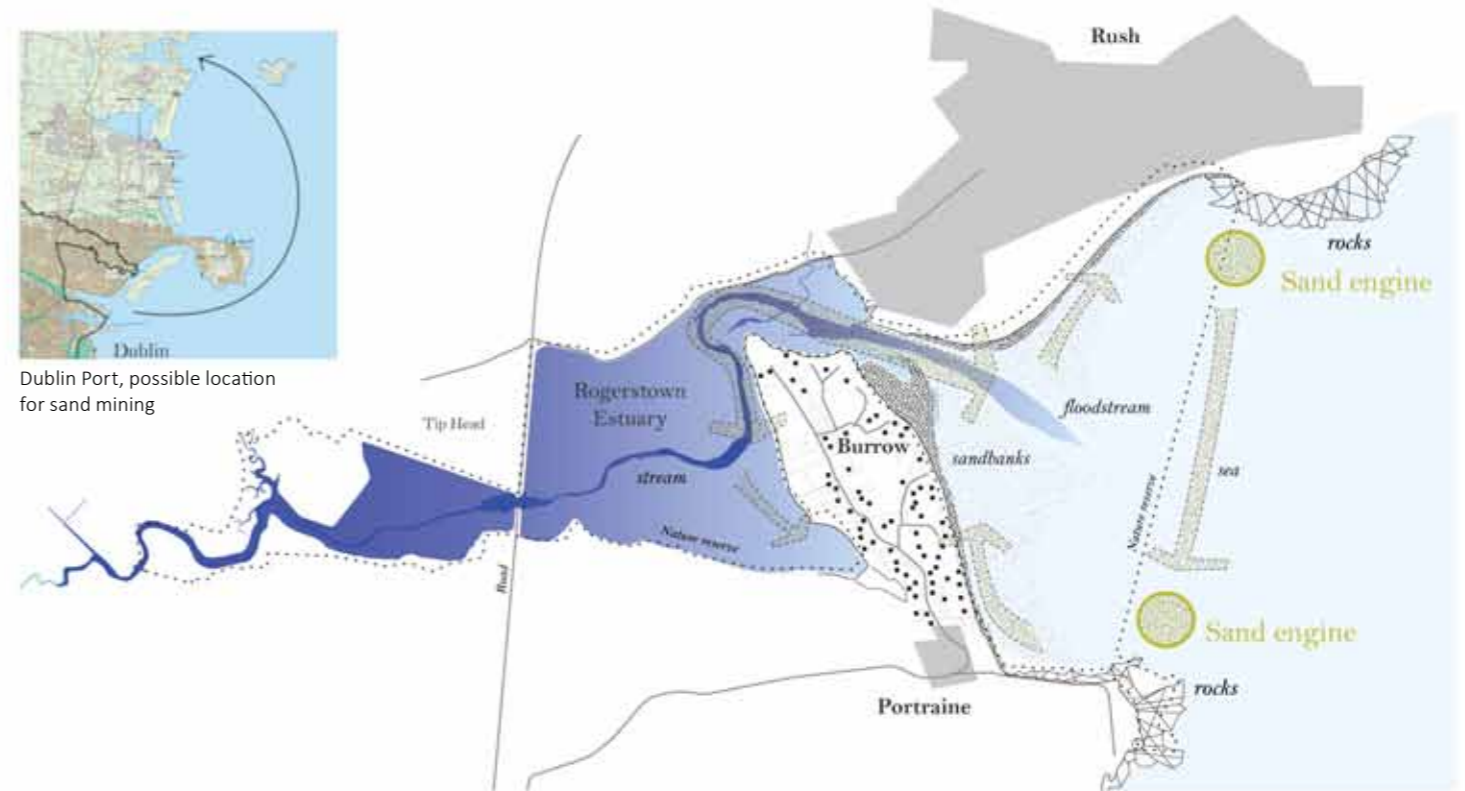 Rush
rocks
Sand engine
Dublin
Dublin Port, possible location
for sand mining
Rogerstown
Estuary
Tip Head
floodstream
Burrow
sandbanks
stream
sea
Nature reserve
Nature reserve
Road
Sand engine
rocks
Portraine